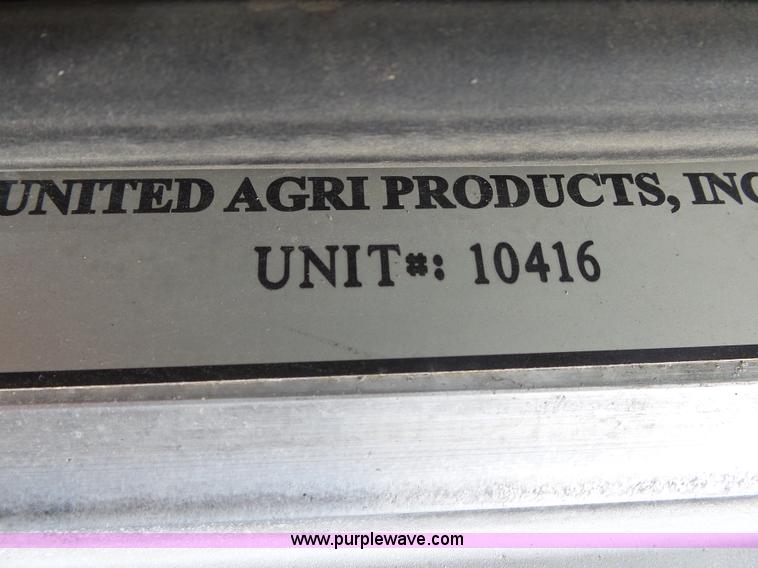 UNITED AGRI PRODUCTS, INC
UNIT#: 10416
www.purplewave.com